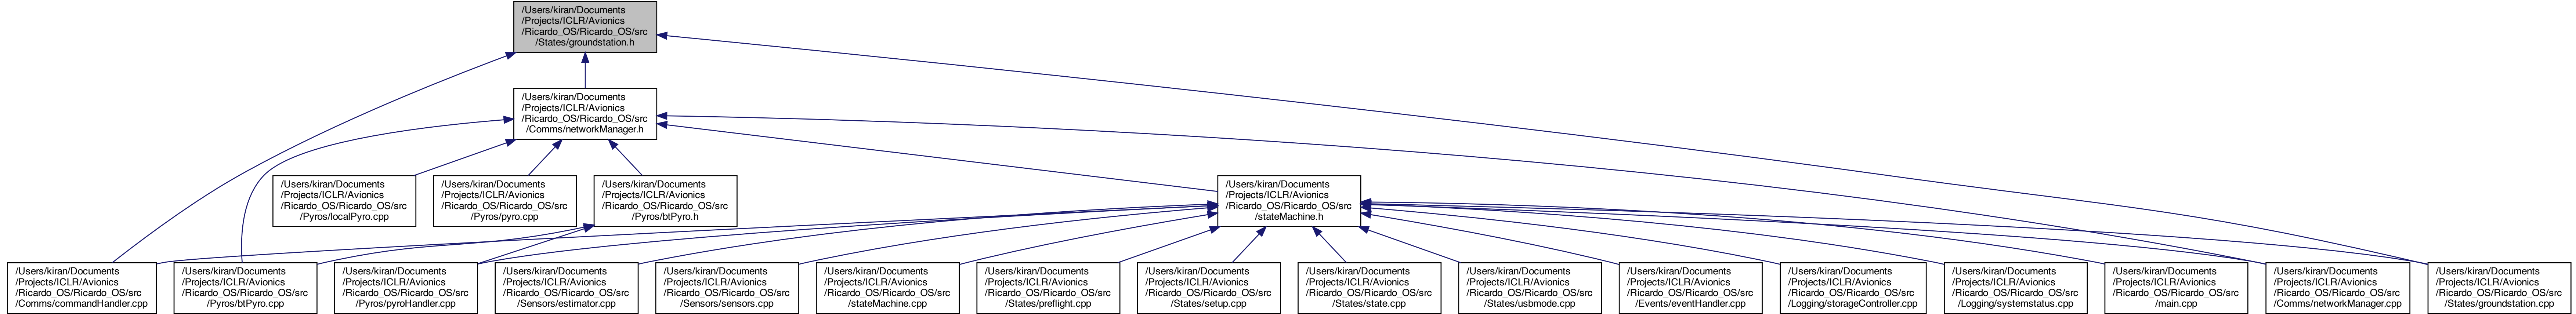 /Users/kiran/Documents
/Projects/ICLR/Avionics
/Ricardo_OS/Ricardo_OS/src
/States/groundstation.h
/Users/kiran/Documents
/Projects/ICLR/Avionics
/Ricardo_OS/Ricardo_OS/src
/Comms/networkManager.h
/Users/kiran/Documents
/Projects/ICLR/Avionics
/Ricardo_OS/Ricardo_OS/src
/Pyros/localPyro.cpp
/Users/kiran/Documents
/Projects/ICLR/Avionics
/Ricardo_OS/Ricardo_OS/src
/Pyros/pyro.cpp
/Users/kiran/Documents
/Projects/ICLR/Avionics
/Ricardo_OS/Ricardo_OS/src
/Pyros/btPyro.h
/Users/kiran/Documents
/Projects/ICLR/Avionics
/Ricardo_OS/Ricardo_OS/src
/stateMachine.h
/Users/kiran/Documents
/Projects/ICLR/Avionics
/Ricardo_OS/Ricardo_OS/src
/Comms/commandHandler.cpp
/Users/kiran/Documents
/Projects/ICLR/Avionics
/Ricardo_OS/Ricardo_OS/src
/Pyros/btPyro.cpp
/Users/kiran/Documents
/Projects/ICLR/Avionics
/Ricardo_OS/Ricardo_OS/src
/Pyros/pyroHandler.cpp
/Users/kiran/Documents
/Projects/ICLR/Avionics
/Ricardo_OS/Ricardo_OS/src
/Sensors/estimator.cpp
/Users/kiran/Documents
/Projects/ICLR/Avionics
/Ricardo_OS/Ricardo_OS/src
/Sensors/sensors.cpp
/Users/kiran/Documents
/Projects/ICLR/Avionics
/Ricardo_OS/Ricardo_OS/src
/stateMachine.cpp
/Users/kiran/Documents
/Projects/ICLR/Avionics
/Ricardo_OS/Ricardo_OS/src
/States/preflight.cpp
/Users/kiran/Documents
/Projects/ICLR/Avionics
/Ricardo_OS/Ricardo_OS/src
/States/setup.cpp
/Users/kiran/Documents
/Projects/ICLR/Avionics
/Ricardo_OS/Ricardo_OS/src
/States/state.cpp
/Users/kiran/Documents
/Projects/ICLR/Avionics
/Ricardo_OS/Ricardo_OS/src
/States/usbmode.cpp
/Users/kiran/Documents
/Projects/ICLR/Avionics
/Ricardo_OS/Ricardo_OS/src
/Events/eventHandler.cpp
/Users/kiran/Documents
/Projects/ICLR/Avionics
/Ricardo_OS/Ricardo_OS/src
/Logging/storageController.cpp
/Users/kiran/Documents
/Projects/ICLR/Avionics
/Ricardo_OS/Ricardo_OS/src
/Logging/systemstatus.cpp
/Users/kiran/Documents
/Projects/ICLR/Avionics
/Ricardo_OS/Ricardo_OS/src
/main.cpp
/Users/kiran/Documents
/Projects/ICLR/Avionics
/Ricardo_OS/Ricardo_OS/src
/Comms/networkManager.cpp
/Users/kiran/Documents
/Projects/ICLR/Avionics
/Ricardo_OS/Ricardo_OS/src
/States/groundstation.cpp